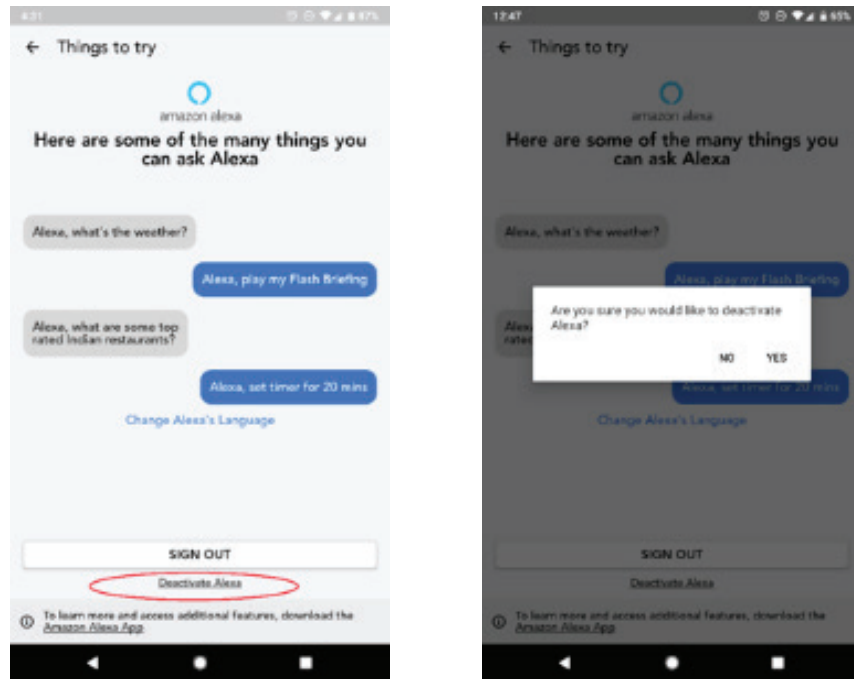 4:31
87%
Things to try
amazon alexa
Here are some of the many things you
can ask Alexa
Alexa, what's the weather?
Alexa, play my Flash Briefing
Alexa, what are some top
rated Indian restaurants?
Alexa, set timer for 20 mins
Change Alexa's Language
SIGN OUT
Deactivate Alexa
To learn more and access additional features, download the
Amazon Alexa App
12:47
65%
Things to try
amazon alexa
Here are some of the many things you
can ask Alexa
Alexa, what's the weather?
Alexa, play my Flash Briefing
Are you sure you would like to deactivate
Alexa?
NO YES
Alexa, set timer for 20 mins
Change Alexa's Language
SIGN OUT
Deactivate Alexa
To learn more and access additional features, download the
Amazon Alexa App